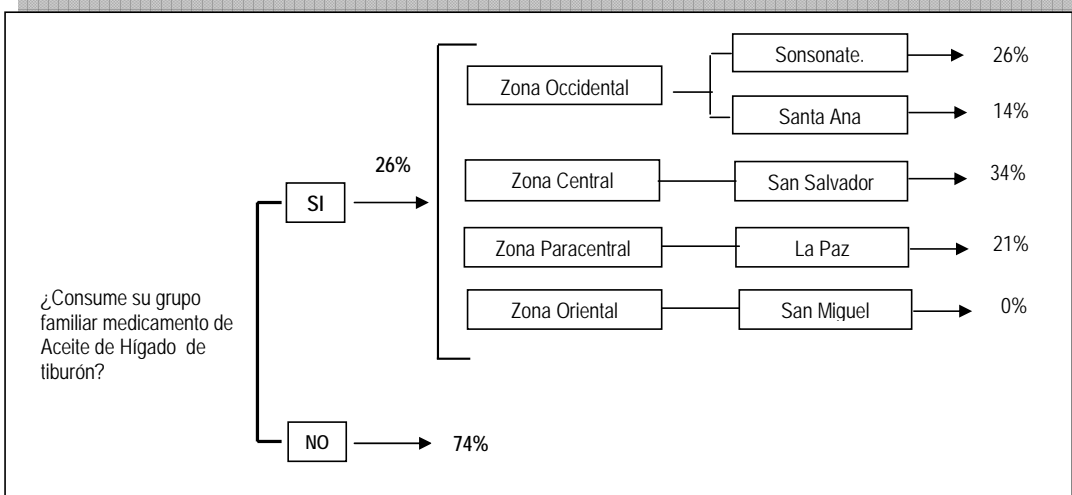 Sonsonate.
26%
Zona Occidental
Santa Ana
14%
26%
Zona Central
San Salvador
34%
SI
Zona Paracentral
La Paz
21%
¿Consume su grupo
familiar medicamento de
Aceite de Hígado de
tiburón?
Zona Oriental
San Miguel
0%
NO
74%